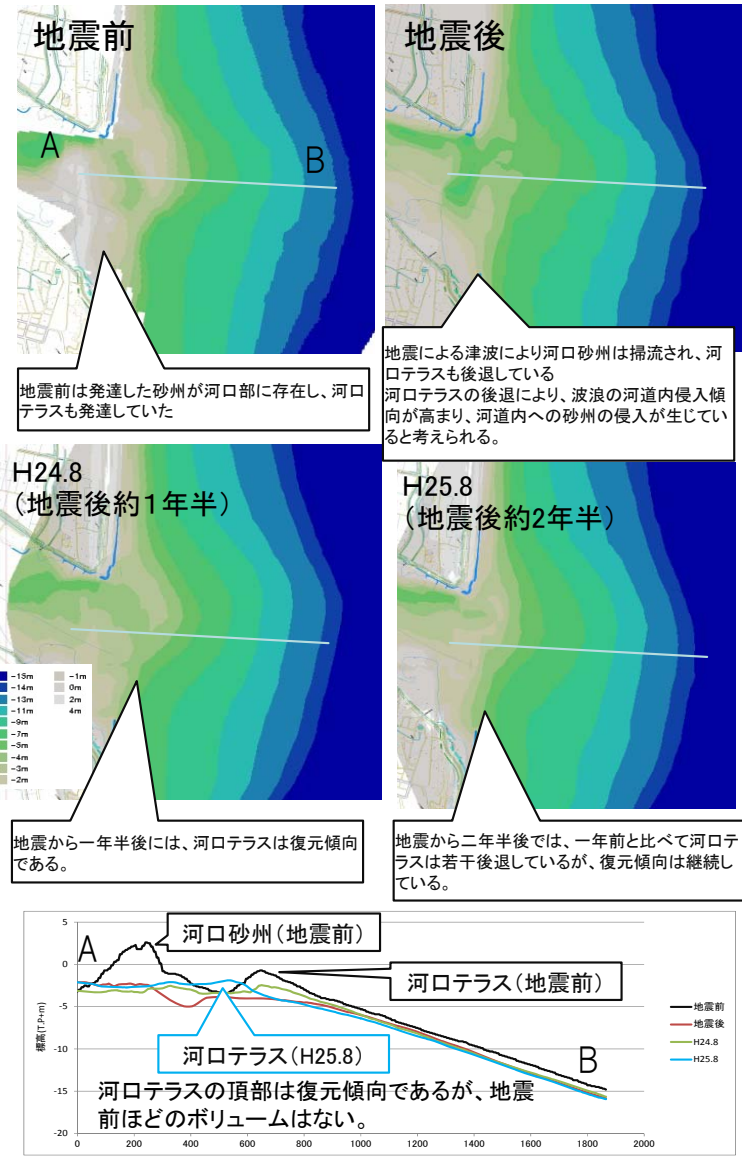 地震前
A
B
地震前は発達した砂州が河口部に存在し、河口
テラスも発達していた
地震後
地震による津波により河口砂州は掃流され、河
口テラスも後退している
河口テラスの後退により、波浪の河道内侵入傾
向が高まり、河道内への砂州の侵入が生じてい
ると考えられる。
H24.8
(地震後約1年半)
-15m
-14m
-13m
-11m
-9m
-7m
-5m
-4m
-3m
-2m
-1m
0m
2m
4m
地震から一年半後には、河口テラスは復元傾向
である。
H25.8
(地震後約2年半)
地震から二年半後では、一年前と比べて河口テ
ラスは若干後退しているが、復元傾向は継続し
ている。
5
0
-5
-10
-15
-20
標高(T.P+m)
A
河口砂州(地震前)
河口テラス(地震前)
河口テラス(H25.8)
B
河口テラスの頂部は復元傾向であるが、地震
前ほどのボリュームはない。
地震前
地震後
H24.8
H25.8
0
200
400
600
800
1000
1200
1400
1600
1800
2000